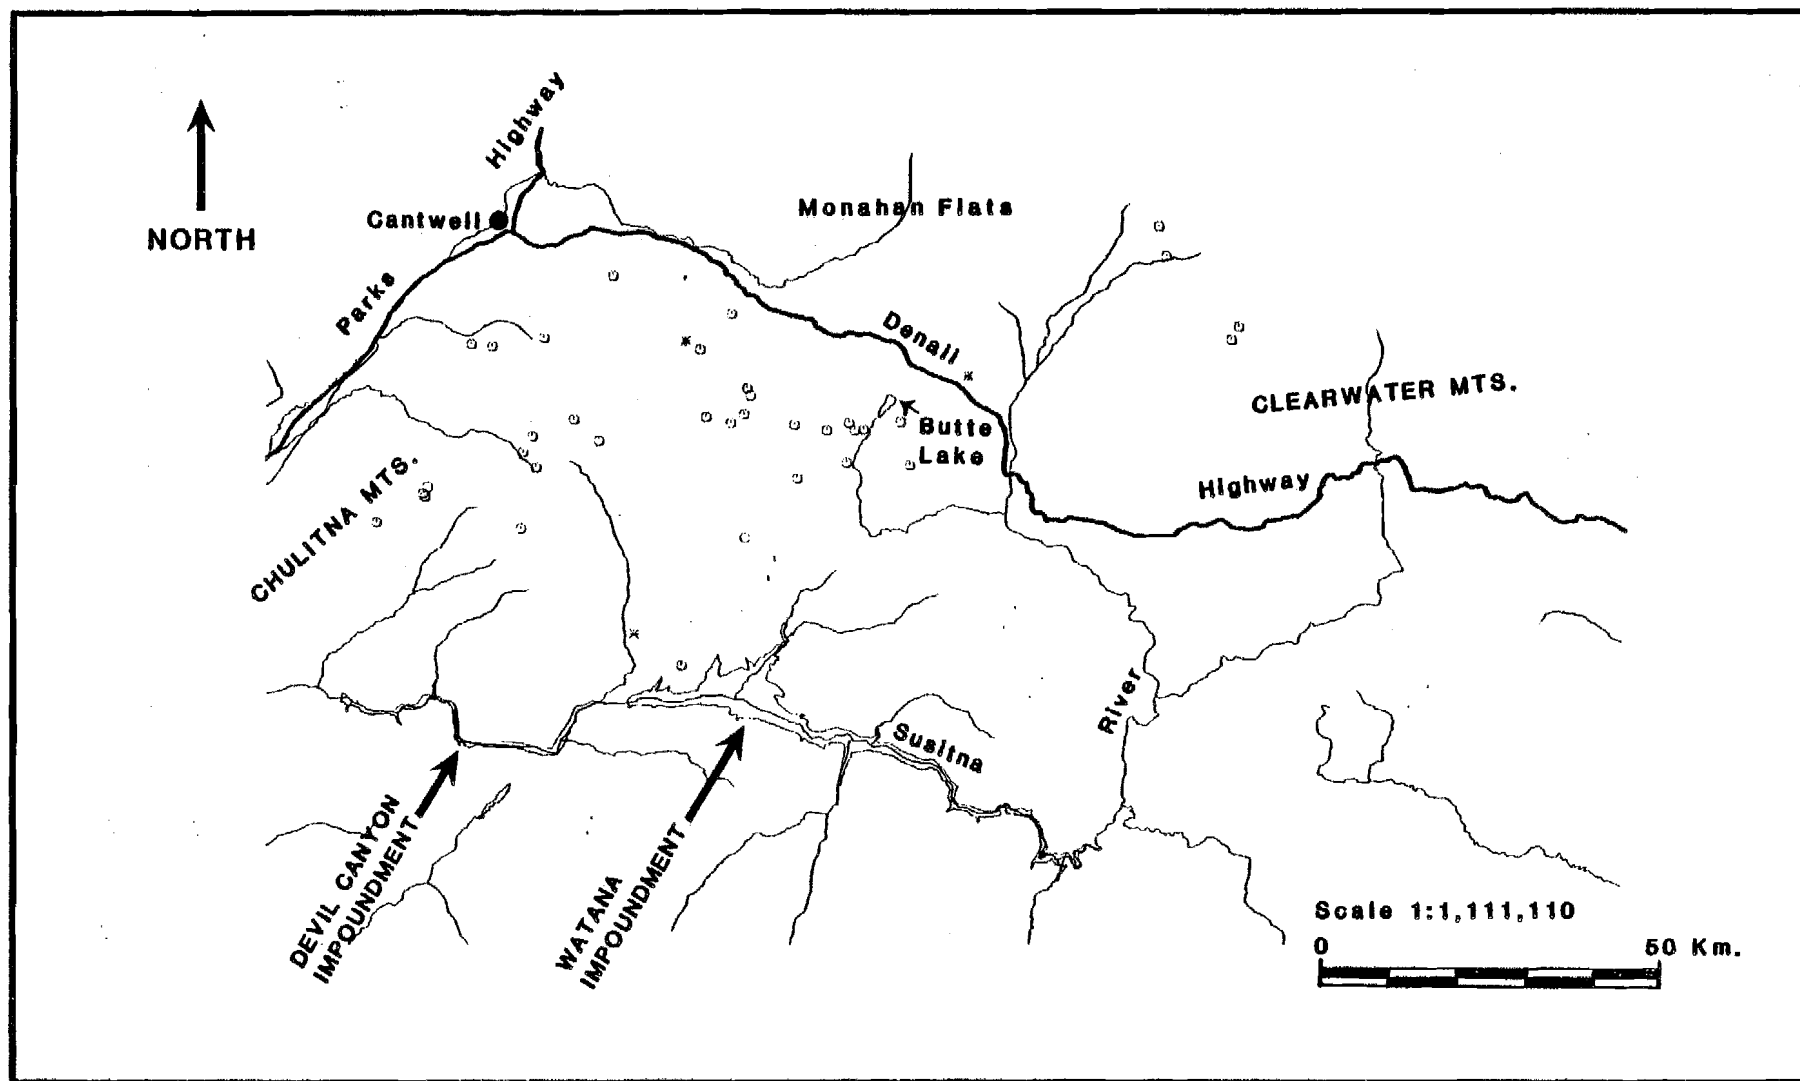 NORTH
Highway
Cantwell
Monahan Flats
Parks
Denali
CLEARWATER MTS.
Butte
Lake
Highway
CHULITNA MTS.
River
Susitna
DEVIL CANYON
IMPOUNDMENT
WATANA
IMPOUNDMENT
Scale 1:1,111,110
0 50 Km.